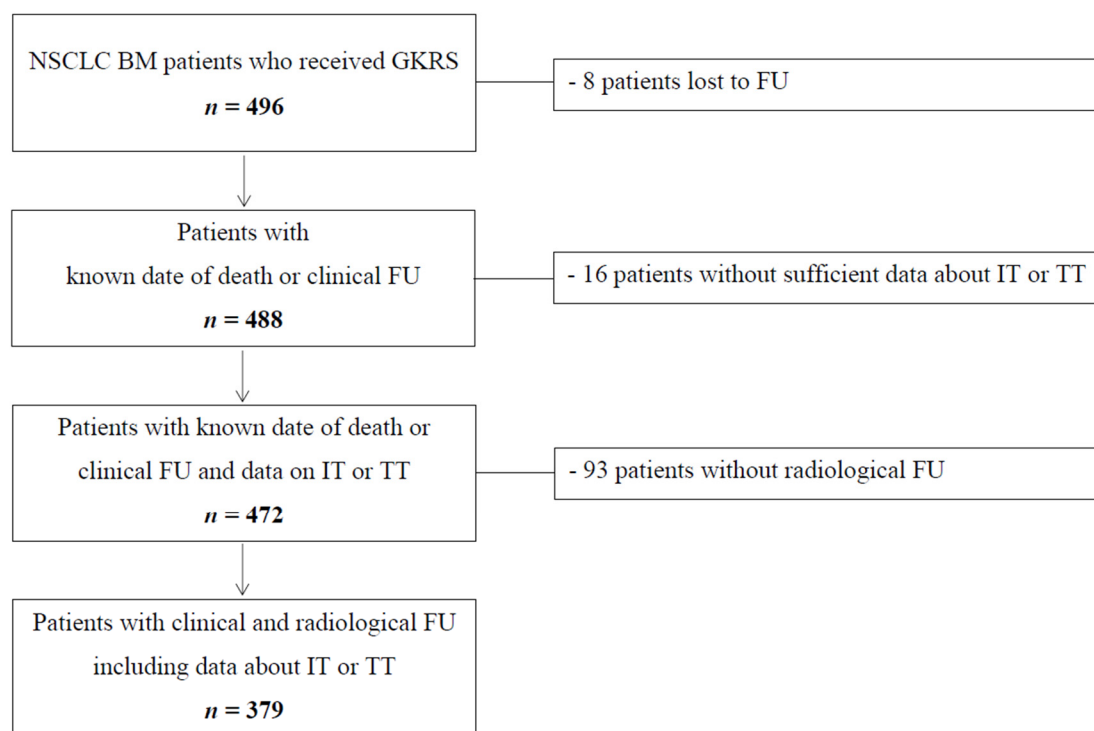 NSCLC BM patients who received GKRS
n = 496
- 8 patients lost to FU
Patients with
known date of death or clinical FU
n = 488
- 16 patients without sufficient data about IT or TT
Patients with known date of death or
clinical FU and data on IT or TT
n = 472
- 93 patients without radiological FU
Patients with clinical and radiological FU
including data about IT or TT
n = 379